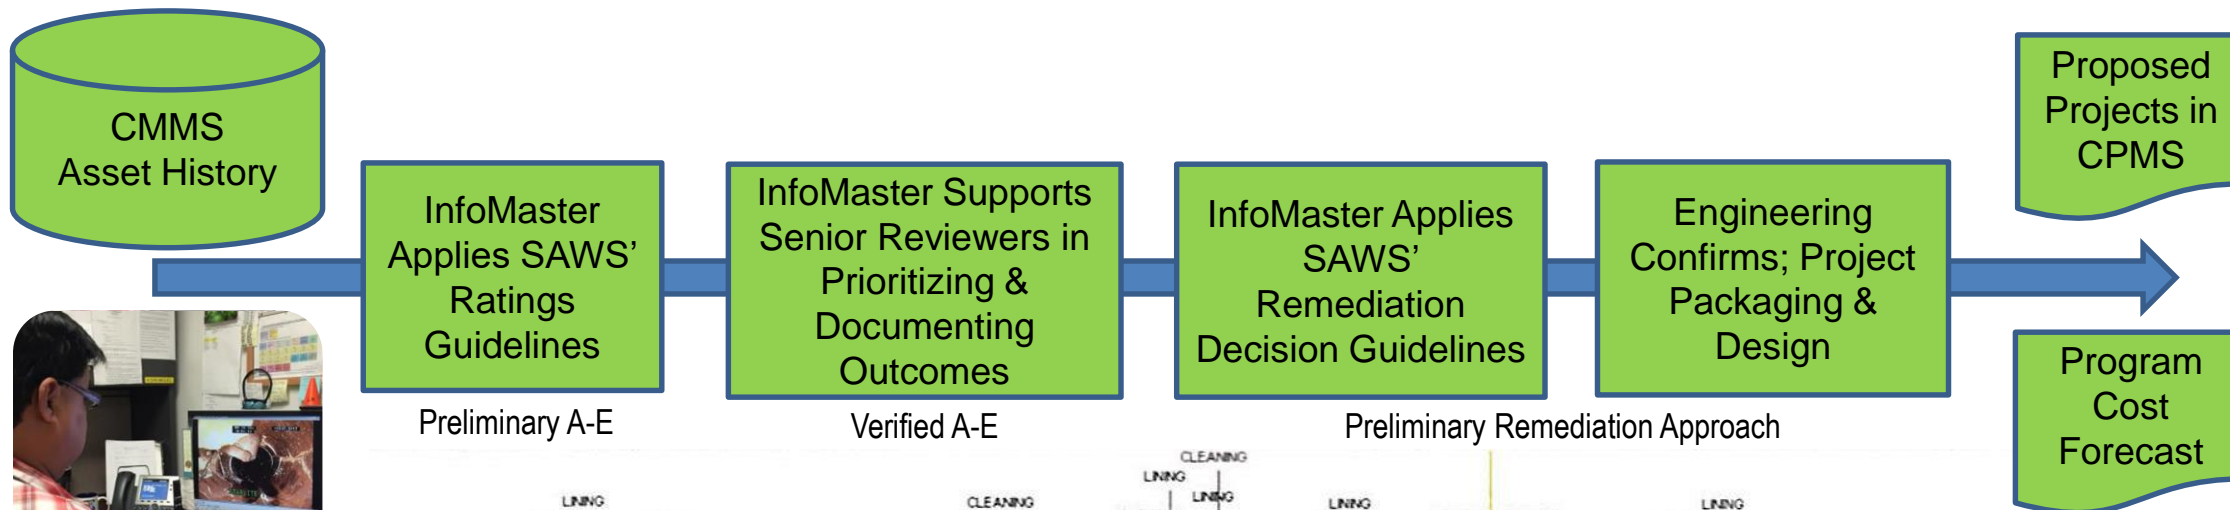 CMMS
Asset History
InfoMaster
Applies SAWS’
Ratings
Guidelines
Preliminary A-E
InfoMaster Supports
Senior Reviewers in
Prioritizing &
Documenting
Outcomes
Verified A-E
InfoMaster Applies
SAWS’
Remediation
Decision Guidelines
Engineering
Confirms; Project
Packaging &
Design
Preliminary Remediation Approach
Proposed
Projects in
CPMS
Program
Cost
Forecast
CLEANING
LINING
LINING
LINING
CLEANING
LINING
LINING